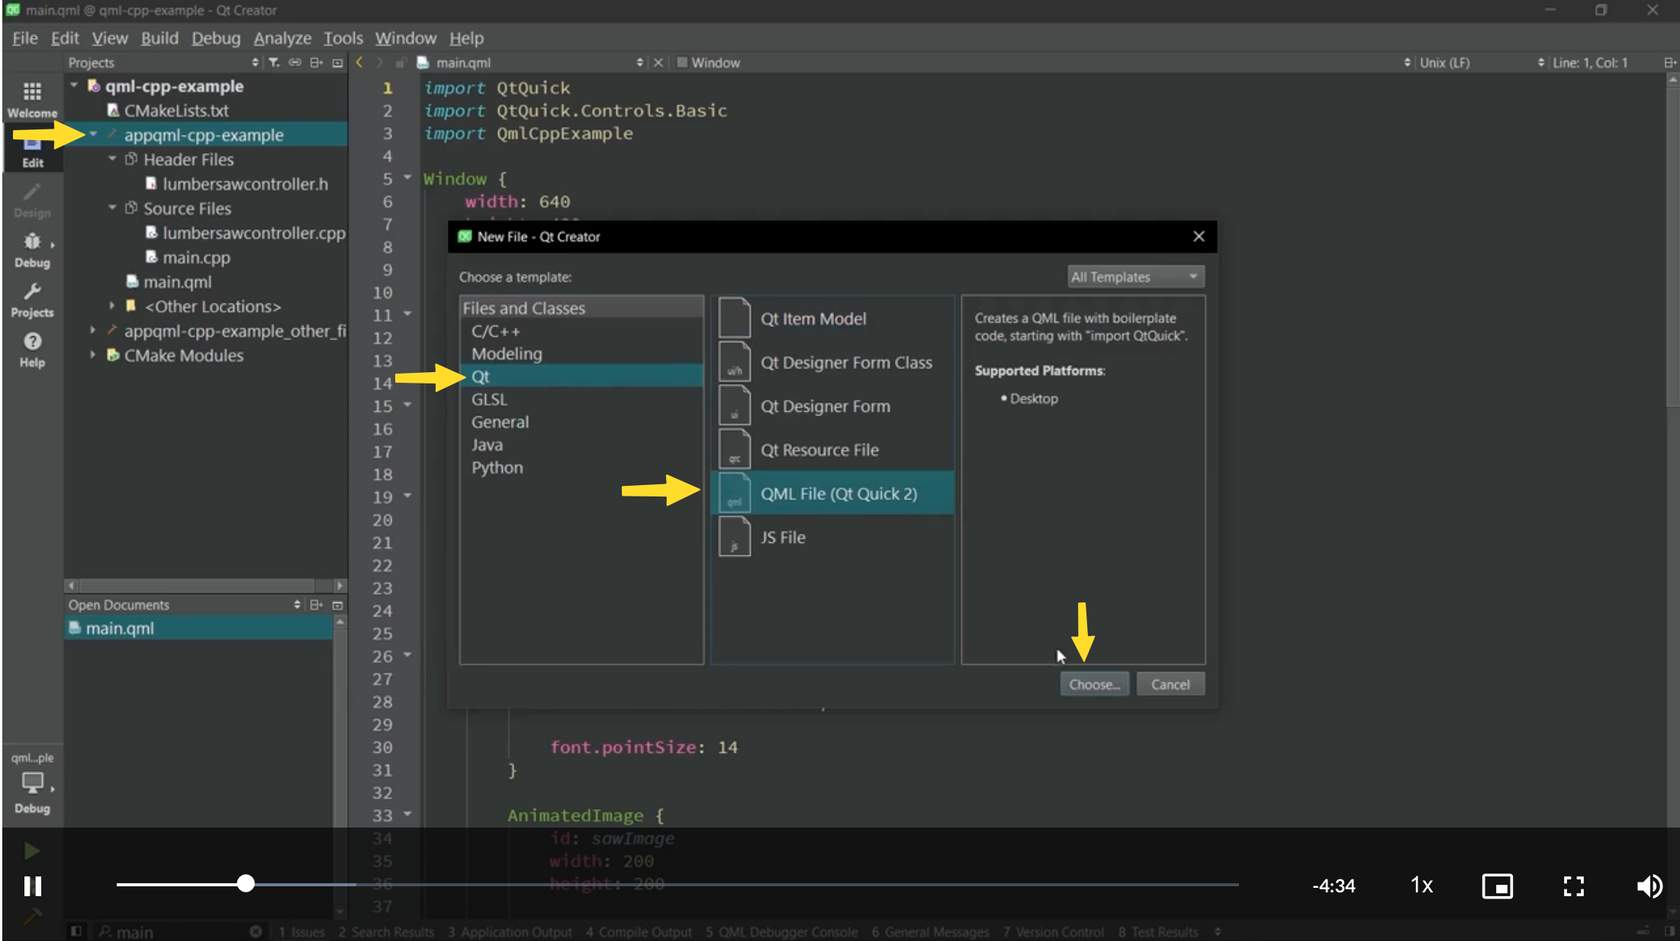 main.qml @ qml-cpp-example - Qt Creator
File Edit View Build Debug Analyze Tools Window Help
Projects
main.qml
Window
Unix (LF)
Line: 1, Col: 1
Welcome
Edit
Design
Debug
Projects
Help
qml-cpp-example
CMakeLists.txt
appqml-cpp-example
Header Files
lumbersawcontroller.h
Source Files
lumbersawcontroller.cpp
main.cpp
main.qml
<Other Locations>
appqml-cpp-example_other_fi
CMake Modules
Open Documents
main.qml
qml...ple
Debug
1 import QtQuick
2 import QtQuick.Controls.Basic
3 import QmlCppExample
4
5 Window {
6 width: 640
7
8
9
10
11
12
13
14
15
16
17
18
19
20
21
22
23
24
25
26
27
28
29
30 font.pointSize: 14
31 }
32
33 AnimatedImage {
34 id: sawImage
35 width: 200
36 height: 200
37
New File - Qt Creator
Choose a template:
All Templates
Files and Classes
C/C++
Modeling
Qt
GLSL
General
Java
Python
Qt Item Model
ui/h Qt Designer Form Class
ui Qt Designer Form
qrc Qt Resource File
qml QML File (Qt Quick 2)
js JS File
Creates a QML file with boilerplate
code, starting with "import QtQuick".
Supported Platforms:
• Desktop
Choose...
Cancel
-4:34
1x
main
1 Issues 2 Search Results 3 Application Output 4 Compile Output 5 QML Debugger Console 6 General Messages 7 Version Control 8 Test Results